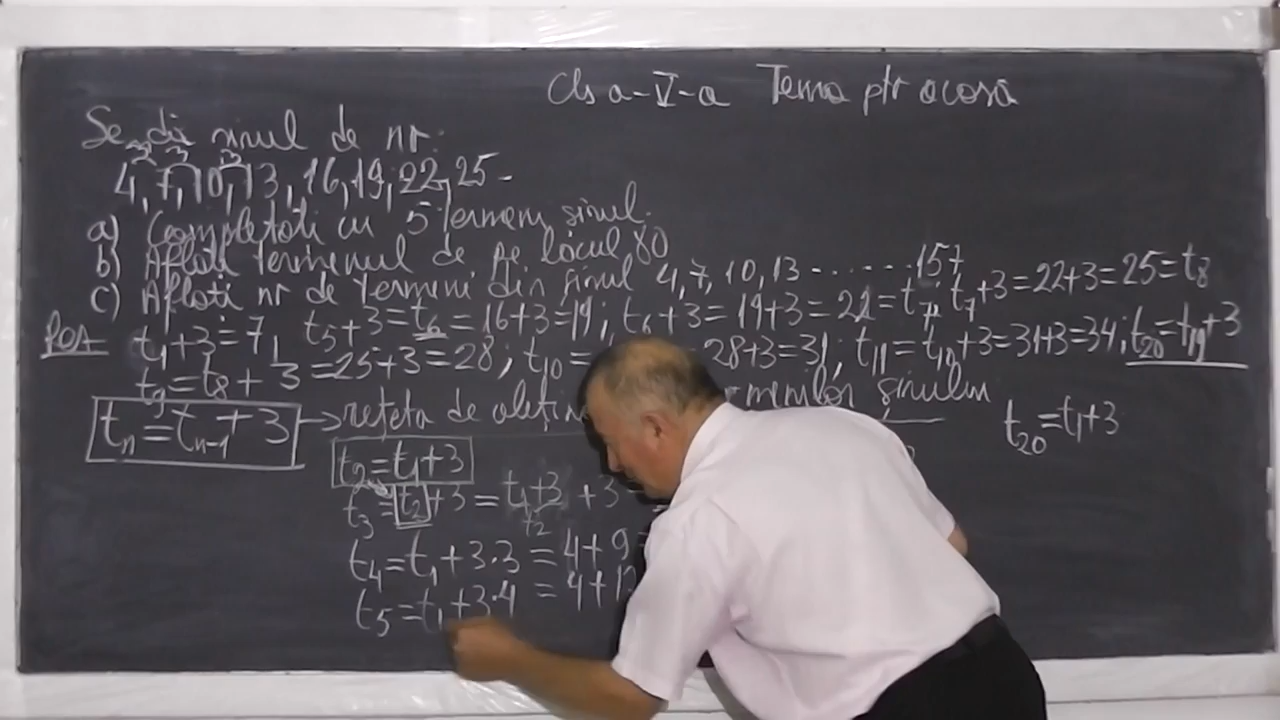 Cls a-V-a Tema ptr acasă
Se dă șirul de nr:
3 3 3
4, 7, 10, 13, 16, 19, 22, 25
a) Completați cu 5 termeni șirul.
b) Aflați termenul de pe locul 80
c) Aflați nr de termeni din șirul 4, 7, 10, 13 ....... 157
t1+3=7, t5+3=t6=16+3=19; t6+3=19+3=22=t7, t7+3=22+3=25=t8
t9=t8+3=25+3=28; t10= 28+3=31, t11=t10+3=31+3=34; t20=t19+3
tn=tn-1+3 → rețeta de șirului
t20=t1+3
t2=t1+3
t3=t2+3=t1+3+3
t2
t4=t1+3·3=4+9
t5=t1+3·4=4+1